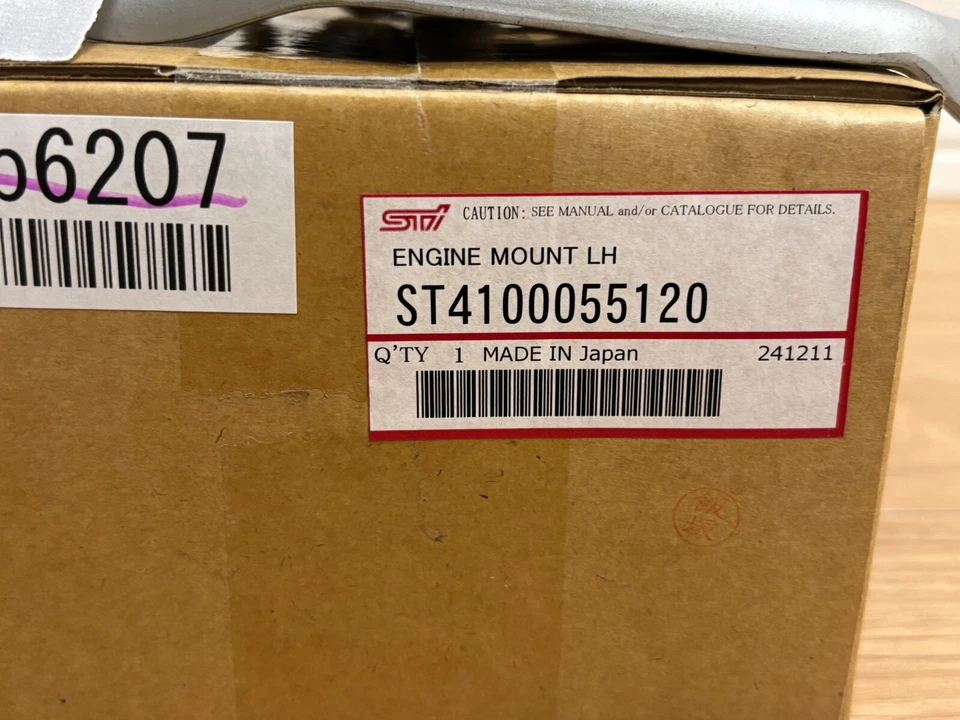 6207
STI CAUTION: SEE MANUAL and/or CATALOGUE FOR DETAILS.
ENGINE MOUNT LH
ST4100055120
Q'TY 1 MADE IN Japan 241211